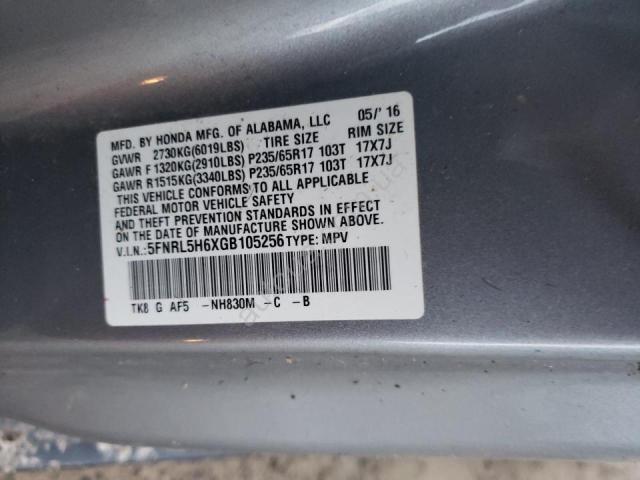 MFD. BY HONDA MFG. OF ALABAMA, LLC 05/'16
GVWR 2730KG(6019LBS) TIRE SIZE RIM SIZE
GAWR F1320KG(2910LBS) P235/65R17 103T 17X7J
GAWR R1515KG(3340LBS) P235/65R17 103T 17X7J
THIS VEHICLE CONFORMS TO ALL APPLICABLE
FEDERAL MOTOR VEHICLE SAFETY
AND THEFT PREVENTION STANDARDS IN EFFECT
ON THE DATE OF MANUFACTURE SHOWN ABOVE.
V.I.N.:5FNRL5H6XGB105256 TYPE: MPV
TK8 G AF5 -NH830M -C -B